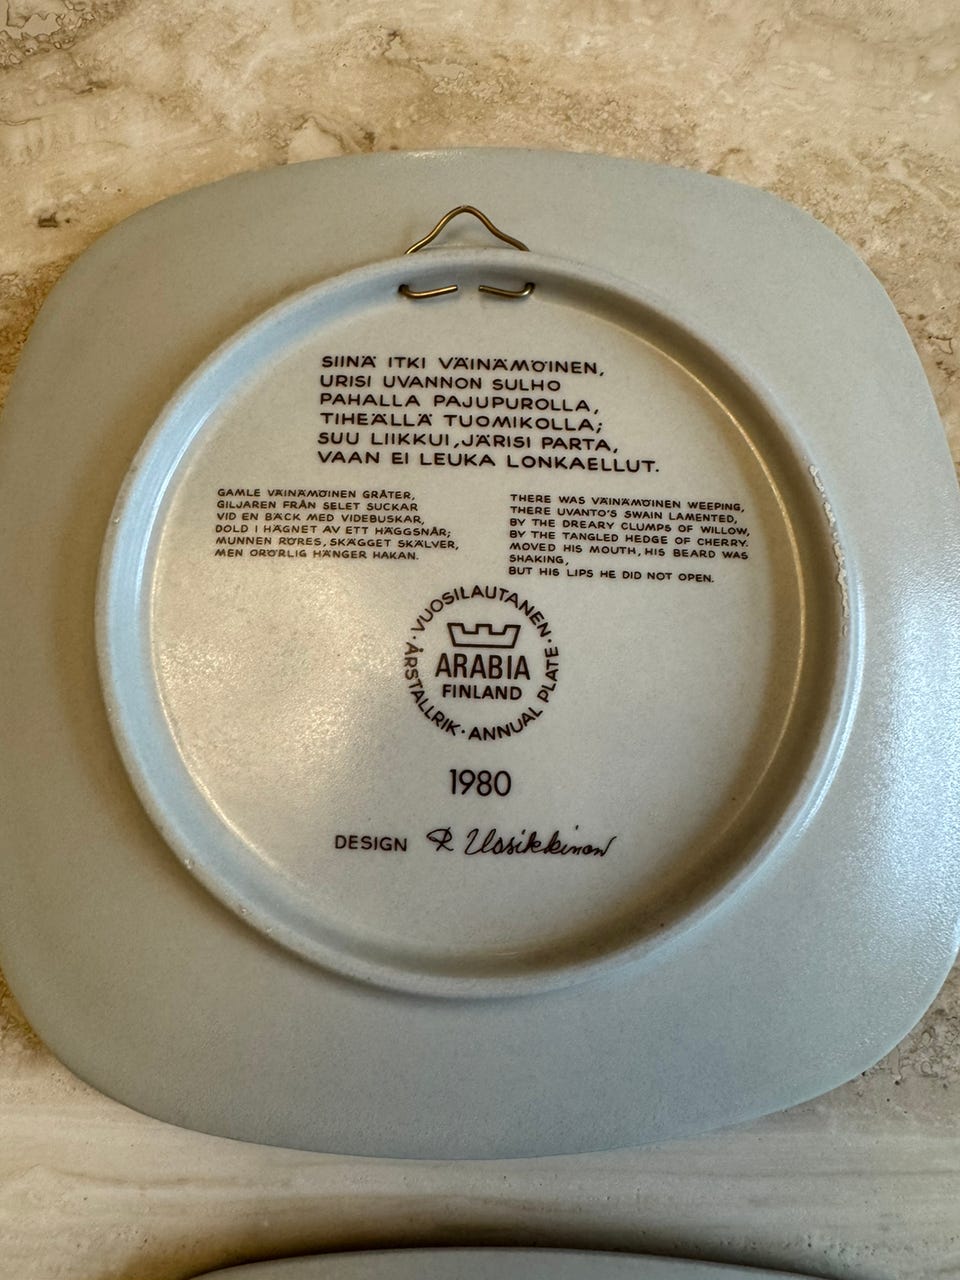 SIINÄ ITKI VÄINÄMÖINEN,
URISI UVANNON SULHO
PAHALLA PAJUPUROLLA,
TIHEÄLLÄ TUOMIKOLLA;
SUU LIIKKUI, JÄRISI PARTA,
VAAN EI LEUKA LONKAELLUT.
GAMLE VÄINÄMÖINEN GRÅTER,
GILJAREN FRÅN SELET SUCKAR
VID EN BÄCK MED VIDEBUSKAR,
DOLD I HÄGNET AV ETT HÄGGSNÅR;
MUNNEN RÖRES, SKÄGGET SKÄLVER,
MEN ORÖRLIG HÄNGER HAKAN.
THERE WAS VÄINÄMÖINEN WEEPING,
THERE UVANTO'S SWAIN LAMENTED,
BY THE DREARY CLUMPS OF WILLOW,
BY THE TANGLED HEDGE OF CHERRY.
MOVED HIS MOUTH, HIS BEARD WAS
SHAKING,
BUT HIS LIPS HE DID NOT OPEN.
· VUOSILAUTANEN · ANNUAL PLATE · ÅRSTALLRIK
ARABIA
FINLAND
1980
DESIGN R Uosikkinen